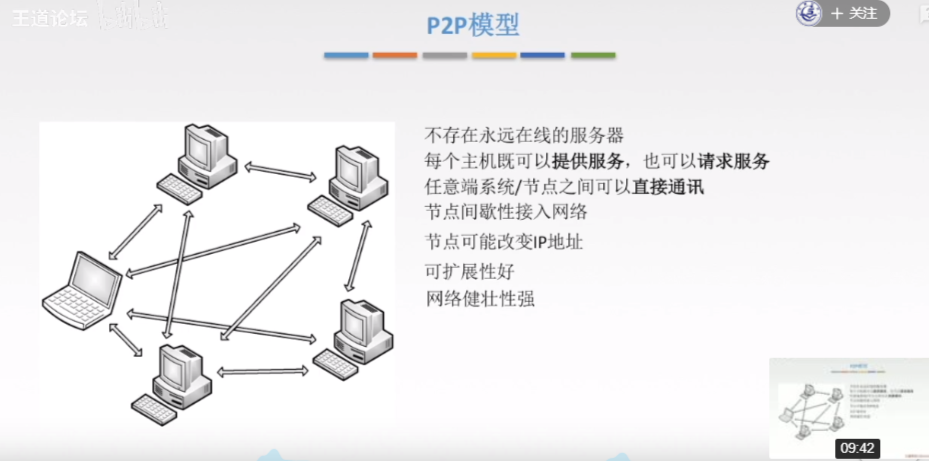 王道论坛
P2P模型
+ 关注
不存在永远在线的服务器
每个主机既可以提供服务，也可以请求服务
任意端系统/节点之间可以直接通讯
节点间歇性接入网络
节点可能改变IP地址
可扩展性好
网络健壮性强
09:42